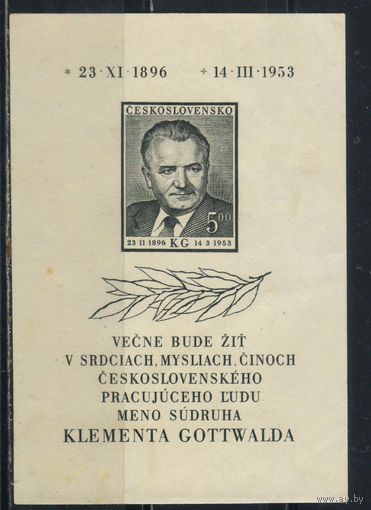 * 23·XI·1896 + 14·III·1953
ČESKOSLOVENSKO
5.00
23·11·1896 KG 14·3·1953
VEČNE BUDE ŽIŤ
V SRDCIACH, MYSLIACH, ČINOCH
ČESKOSLOVENSKÉHO
PRACUJÚCEHO ĽUDU
MENO SÚDRUHA
KLEMENTA GOTTWALDA
ay.by